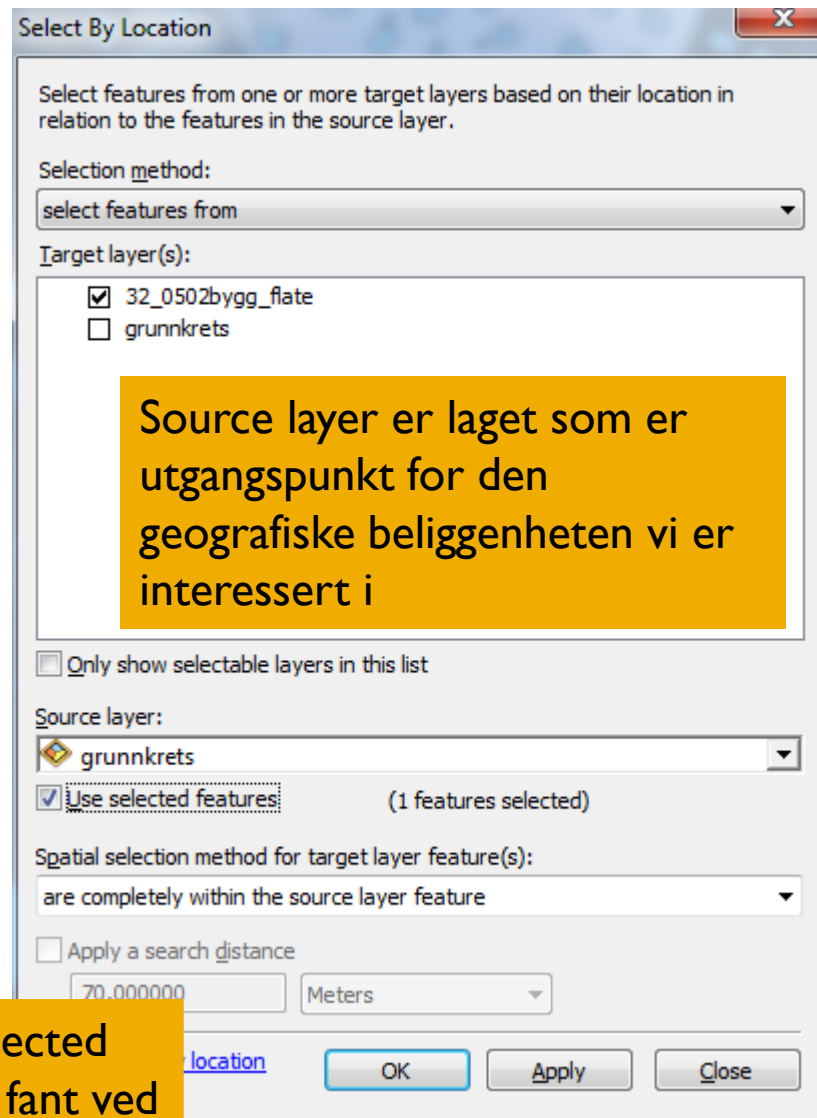 Select By Location
x
Select features from one or more target layers based on their location in
relation to the features in the source layer.
Selection method:
select features from
Target layer(s):
32_0502bygg_flate
grunnkrets
Source layer er laget som er
utgangspunkt for den
geografiske beliggenheten vi er
interessert i
Only show selectable layers in this list
Source layer:
grunnkrets
Use selected features (1 features selected)
Spatial selection method for target layer feature(s):
are completely within the source layer feature
Apply a search distance
70.000000 Meters
ected
fant ved
location
OK Apply Close